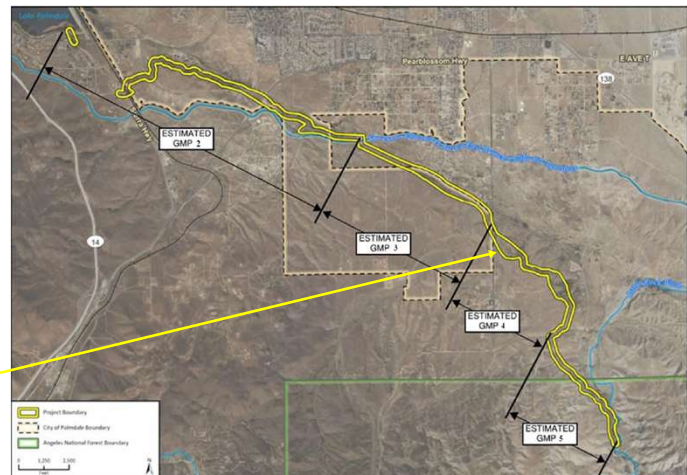 Lake Palmdale
Pearblossom Hwy
E AVE T
138
ESTIMATED
GMP 2
ESTIMATED
GMP 3
14
ESTIMATED
GMP 4
ESTIMATED
GMP 5
Project Boundary
City of Palmdale Boundary
Angeles National Forest Boundary
0 1,250 2,500
Feet
N